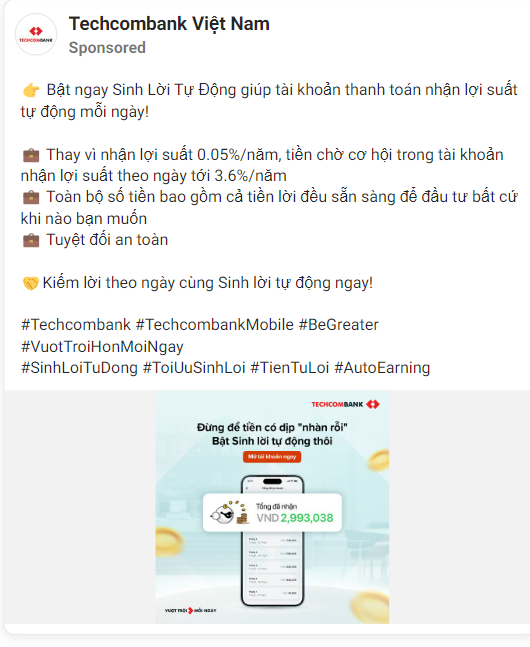 TECHCOMBANK
Techcombank Việt Nam
Sponsored
👉 Bật ngay Sinh Lời Tự Động giúp tài khoản thanh toán nhận lợi suất
tự động mỗi ngày!
💼 Thay vì nhận lợi suất 0.05%/năm, tiền chờ cơ hội trong tài khoản
nhận lợi suất theo ngày tới 3.6%/năm
💼 Toàn bộ số tiền bao gồm cả tiền lời đều sẵn sàng để đầu tư bất cứ
khi nào bạn muốn
💼 Tuyệt đối an toàn
🤝 Kiếm lời theo ngày cùng Sinh lời tự động ngay!
#Techcombank #TechcombankMobile #BeGreater
#VuotTroiHonMoiNgay
#SinhLoiTuDong #ToiUuSinhLoi #TienTuLoi #AutoEarning
TECHCOMBANK
Đừng để tiền có dịp "nhàn rỗi"
Bật Sinh lời tự động thôi
Mở tài khoản ngay
Tổng đã nhận
VND 2,993,038
VƯỢT TRỘI MỖI NGÀY